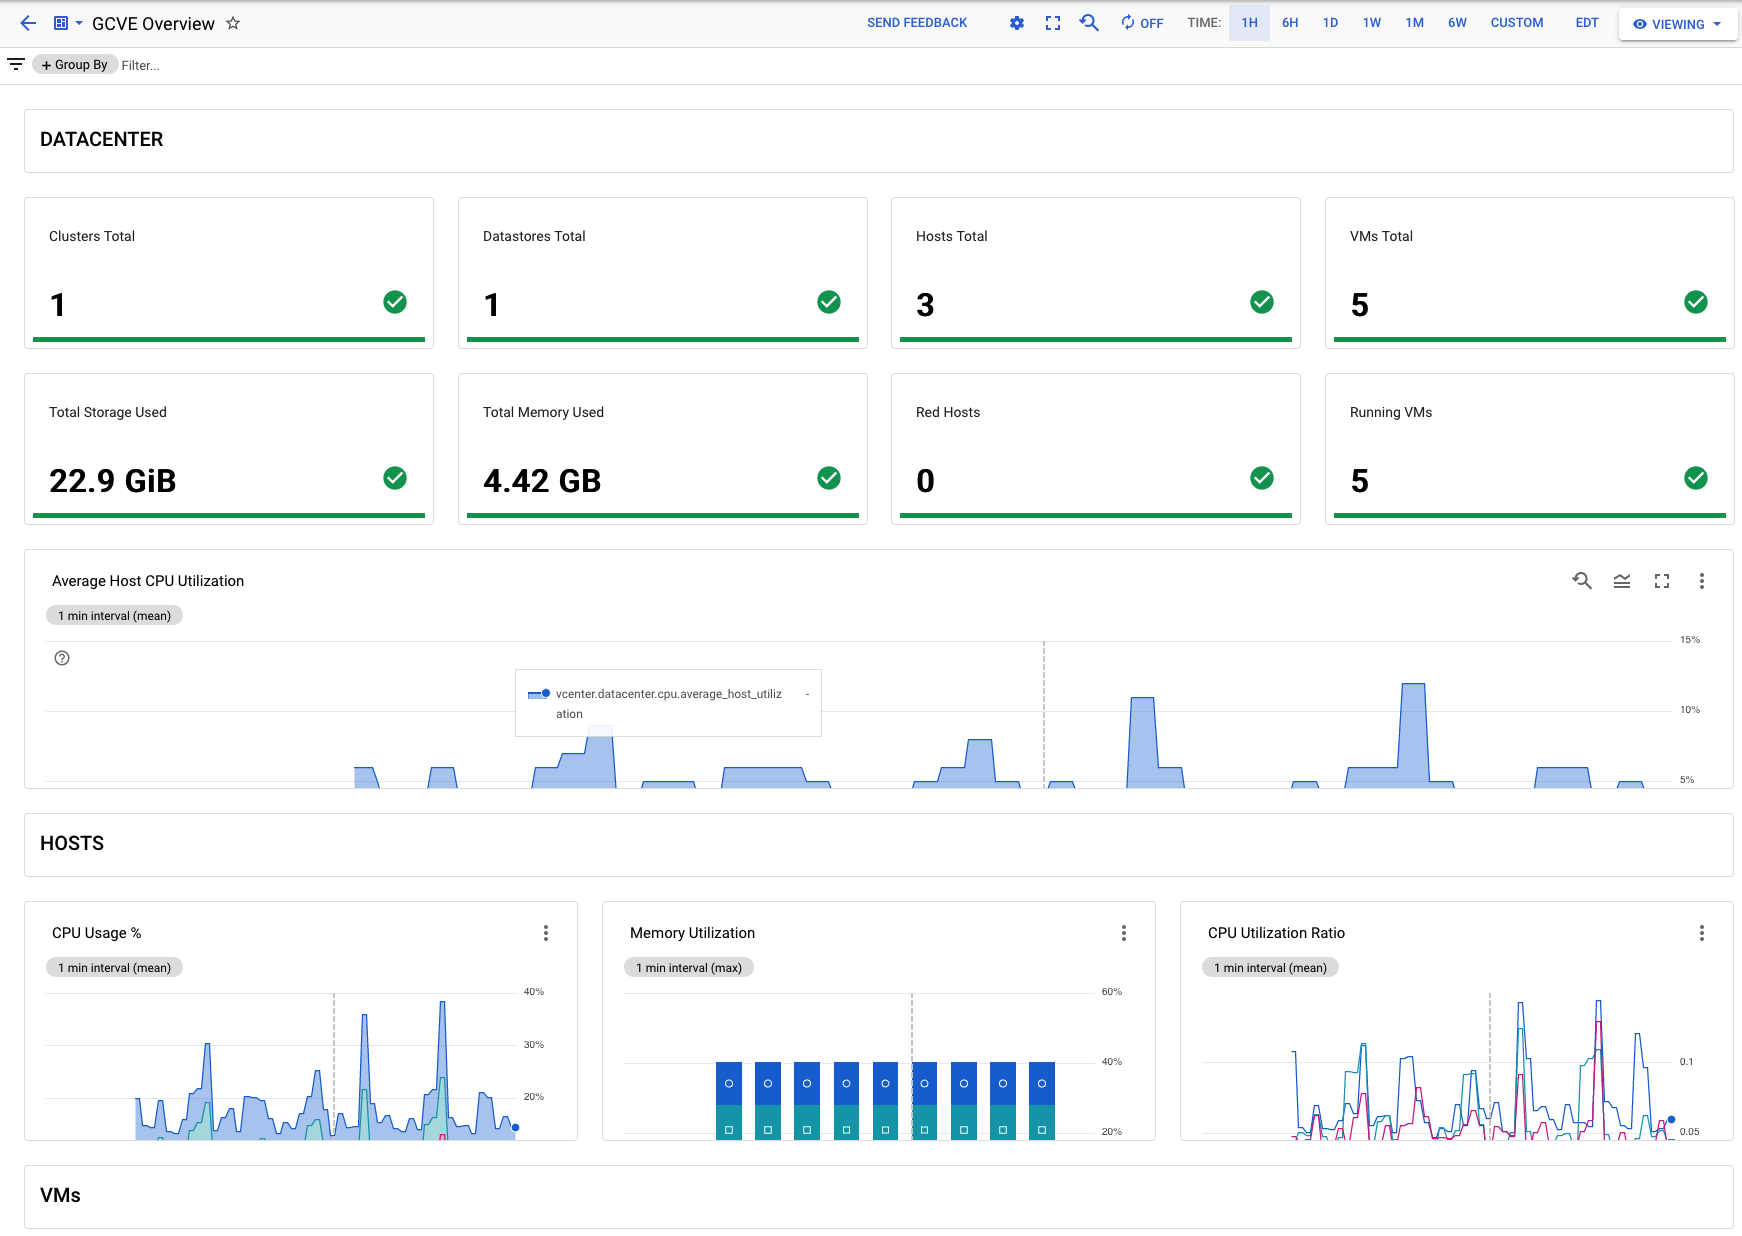 GCVE Overview
SEND FEEDBACK OFF TIME: 1H 6H 1D 1W 1M 6W CUSTOM EDT VIEWING
+ Group By Filter...
DATACENTER
Clusters Total
1
Datastores Total
1
Hosts Total
3
VMs Total
5
Total Storage Used
22.9 GiB
Total Memory Used
4.42 GB
Red Hosts
0
Running VMs
5
Average Host CPU Utilization
1 min interval (mean)
15%
vcenter.datacenter.cpu.average_host_utiliz -
ation
10%
5%
HOSTS
CPU Usage %
1 min interval (mean)
40%
30%
20%
Memory Utilization
1 min interval (max)
60%
40%
20%
CPU Utilization Ratio
1 min interval (mean)
0.1
0.05
VMs